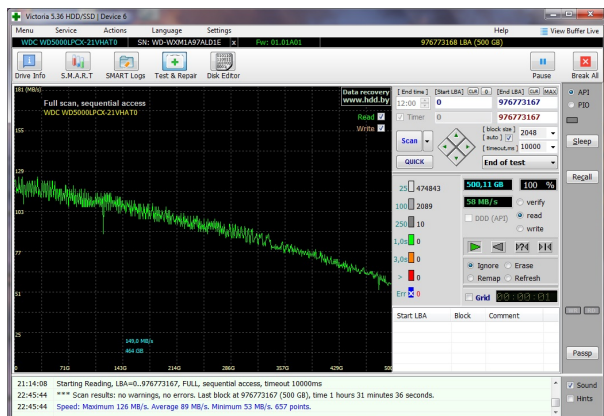 Victoria 5.36 HDD/SSD | Device 6
Menu Service Actions Language Settings Help View Buffer Live
WDC WD5000LPCX-21VHAT0 SN: WD-WXM1A97ALD1E x Fw: 01.01A01 976773168 LBA (500 GB)
Drive Info S.M.A.R.T SMART Logs Test & Repair Disk Editor Pause Break All
181 (MB/s)
Full scan, sequential access
WDC WD5000LPCX-21VHAT0
Data recovery
www.hdd.by
Read
Write
155
129
103
77
51
25
149,0 MB/s
464 GB
0 71G 143G 214G 286G 357G 429G 500
[ End time ] [Start LBA] CUR 0 [End LBA] CUR MAX
12:00 0 976773167
Timer 0 976773167
Scan
QUICK
[ block size ] 2048
[ auto ]
[ timeout,ms ] 10000
End of test
25 474843
100 2089
250 10
1,0s 0
3,0s 0
> 0
Err x 0
500,11 GB 100 %
58 MB/s
verify
DDD (API)
read
write
Ignore Erase
Remap Refresh
Grid 00:00:01
Start LBA Block Comment
API
PIO
Sleep
Recall
Passp
21:14:08 Starting Reading, LBA=0..976773167, FULL, sequential access, timeout 10000ms
22:45:44 *** Scan results: no warnings, no errors. Last block at 976773167 (500 GB), time 1 hours 31 minutes 36 seconds.
22:45:44 Speed: Maximum 126 MB/s. Average 89 MB/s. Minimum 53 MB/s. 657 points.
Sound
Hints